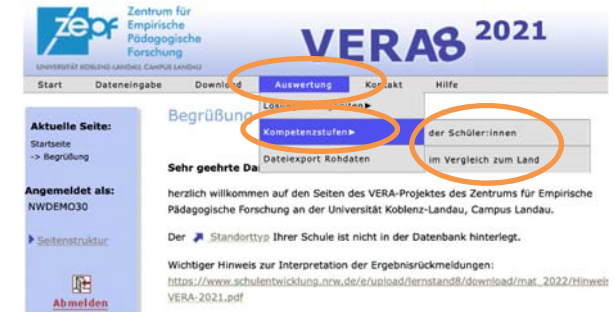 zepf
Zentrum für
Empirische
Pädagogische
Forschung
UNIVERSITÄT KOBLENZ-LANDAU, CAMPUS LANDAU
VERA8 2021
Start Dateneingabe Download Auswertung Kontakt Hilfe
Kompetenzstufen▶
Dateiexport Rohdaten
der Schüler:innen
im Vergleich zum Land
Aktuelle Seite:
Startseite
-> Begrüßung
Angemeldet als:
NWDEMO30
Seitenstruktur
Abmelden
Begrüßung
Sehr geehrte Da
herzlich willkommen auf den Seiten des VERA-Projektes des Zentrums für Empirische
Pädagogische Forschung an der Universität Koblenz-Landau, Campus Landau.
Der Standorttyp Ihrer Schule ist nicht in der Datenbank hinterlegt.
Wichtiger Hinweis zur Interpretation der Ergebnisrückmeldungen:
https://www.schulentwicklung.nrw.de/e/upload/lernstand8/download/mat_2022/Hinweis
VERA-2021.pdf